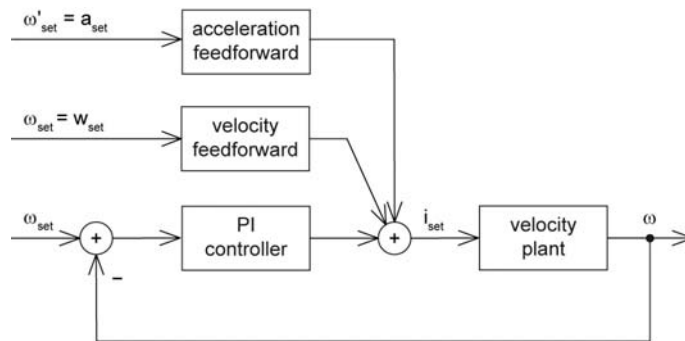 ω'set = aset
acceleration
feedforward
ωset = wset
velocity
feedforward
ωset
+
−
PI
controller
+
iset
velocity
plant
ω